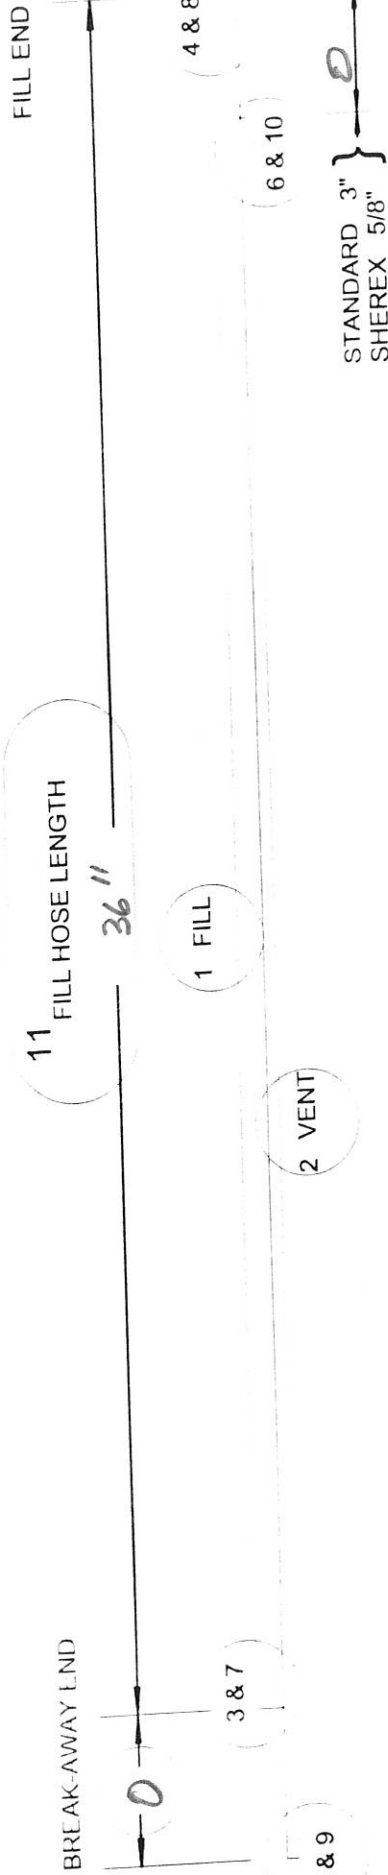 BREAK-AWAY END
FILL END
11
FILL HOSE LENGTH
36"
0
3 & 7
1 FILL
4 & 8
& 9
2 VENT
6 & 10
0
STANDARD 3" }
SHEREX 5/8"